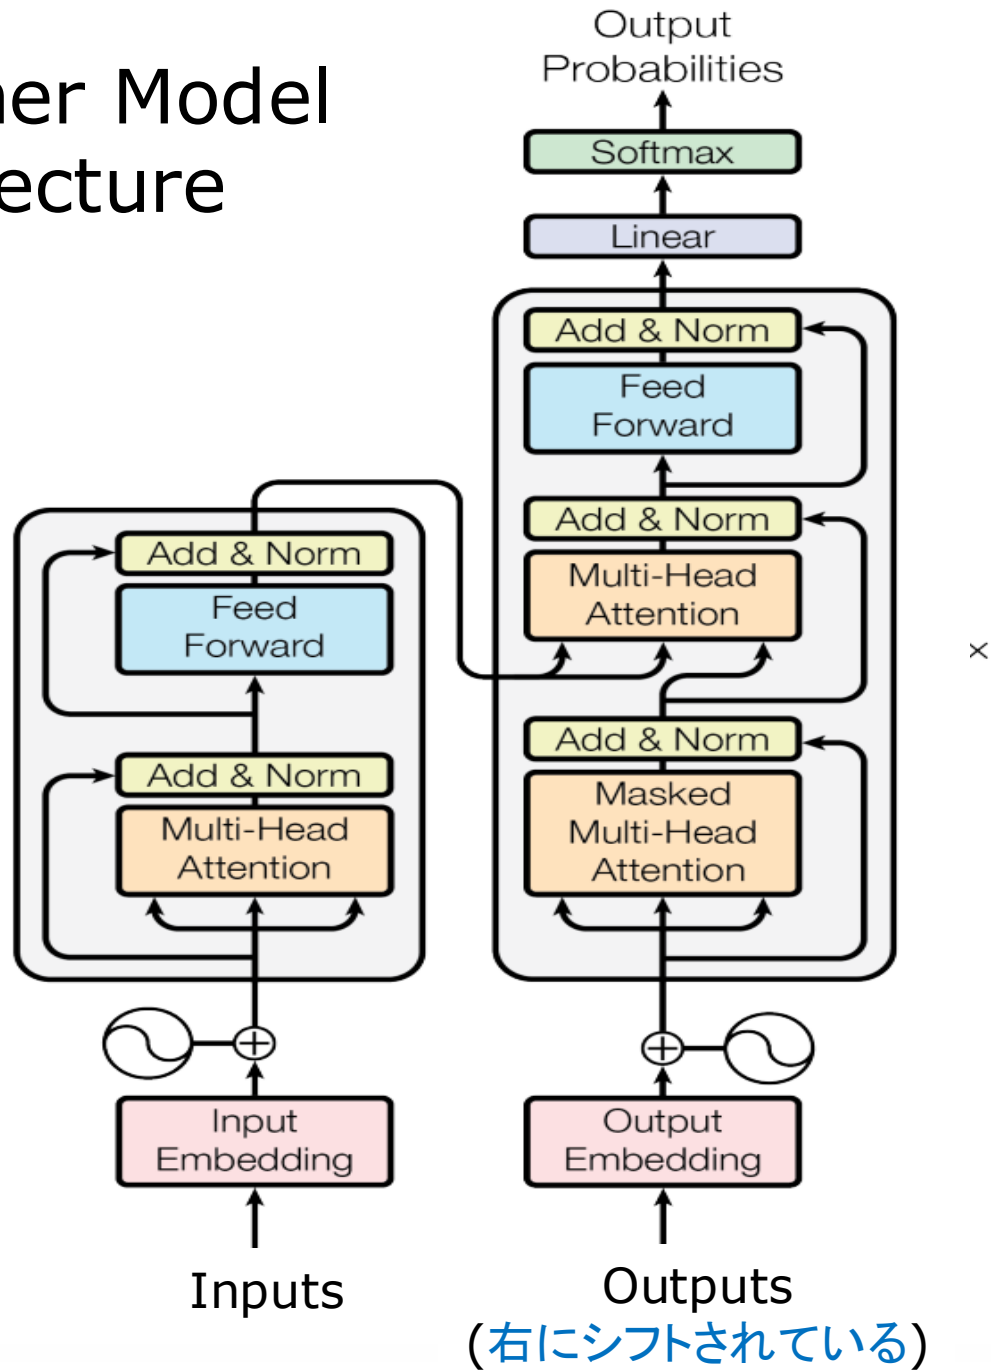 ner Model
ecture
Output
Probabilities
Softmax
Linear
Add & Norm
Feed
Forward
Add & Norm
Multi-Head
Attention
Add & Norm
Masked
Multi-Head
Attention
Output
Embedding
Outputs
(右にシフトされている)
Add & Norm
Feed
Forward
Add & Norm
Multi-Head
Attention
Input
Embedding
Inputs
x